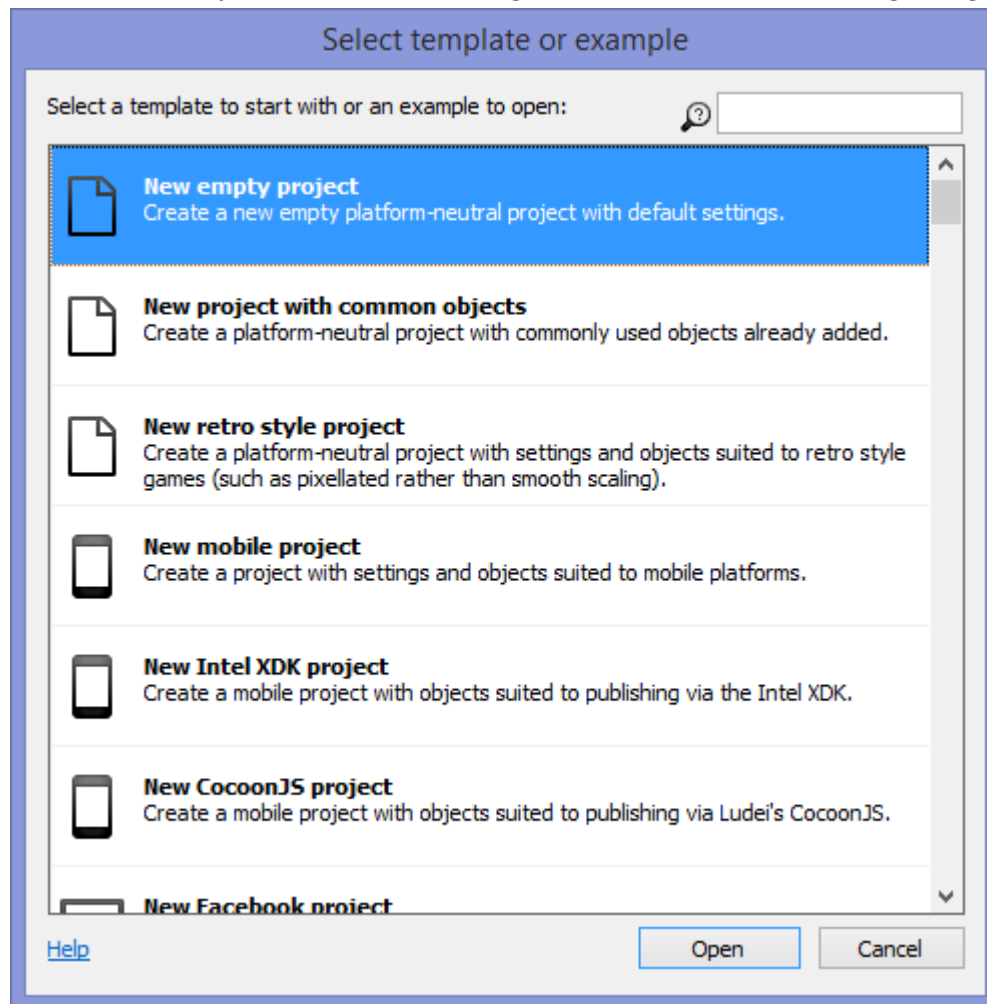 Select template or example
Select a template to start with or an example to open:
New empty project
Create a new empty platform-neutral project with default settings.
New project with common objects
Create a platform-neutral project with commonly used objects already added.
New retro style project
Create a platform-neutral project with settings and objects suited to retro style
games (such as pixellated rather than smooth scaling).
New mobile project
Create a project with settings and objects suited to mobile platforms.
New Intel XDK project
Create a mobile project with objects suited to publishing via the Intel XDK.
New CocoonJS project
Create a mobile project with objects suited to publishing via Ludei's CocoonJS.
New Facebook project
Help
Open
Cancel